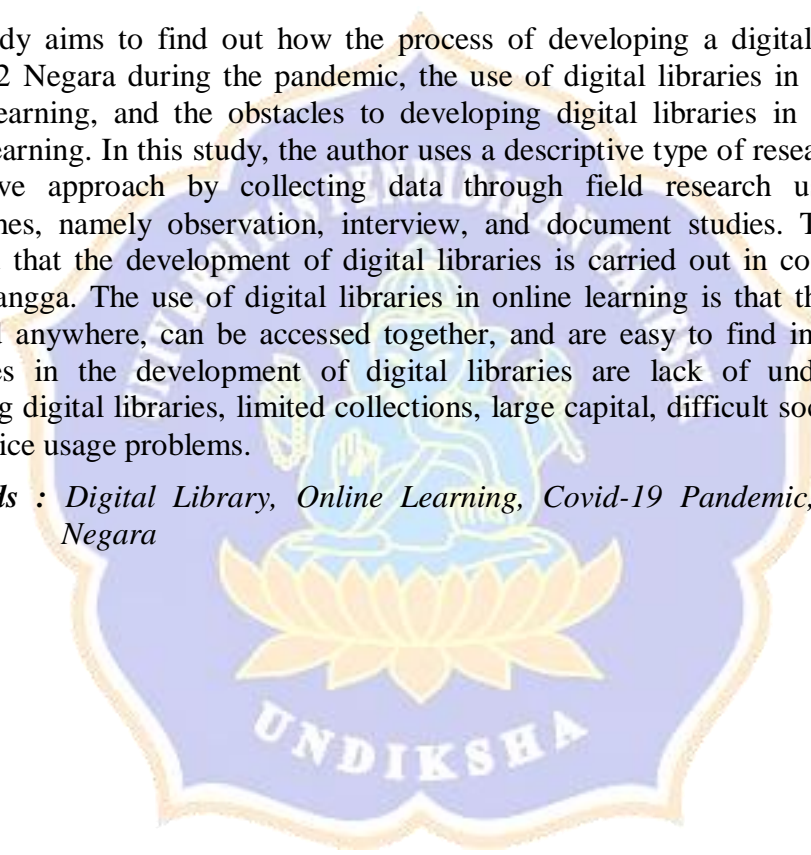 dy aims to find out how the process of developing a digital
2 Negara during the pandemic, the use of digital libraries in
earning, and the obstacles to developing digital libraries in
earning. In this study, the author uses a descriptive type of resea
ve approach by collecting data through field research u
nes, namely observation, interview, and document studies. T
that the development of digital libraries is carried out in co
angga. The use of digital libraries in online learning is that th
d anywhere, can be accessed together, and are easy to find in
es in the development of digital libraries are lack of und
g digital libraries, limited collections, large capital, difficult soc
ice usage problems.
ds : Digital Library, Online Learning, Covid-19 Pandemic,
Negara
UNIVERSITAS PENDIDIKAN GANESHA
UNDIKSHA